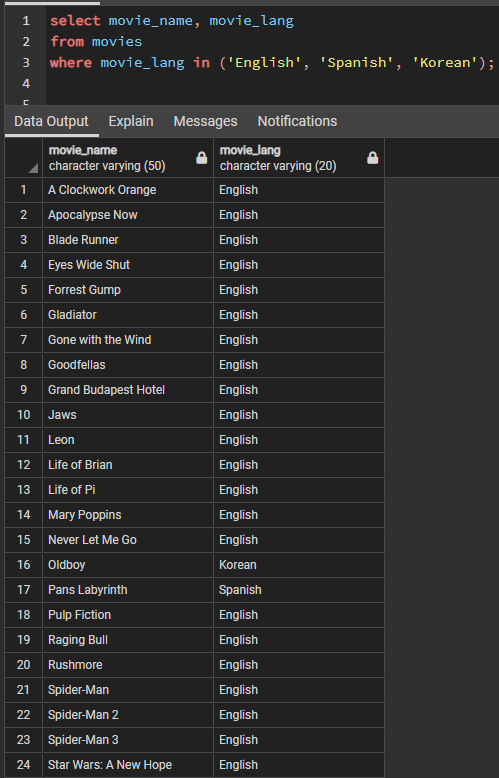 1 select movie_name, movie_lang
2 from movies
3 where movie_lang in ('English', 'Spanish', 'Korean');
4
5
Data Output Explain Messages Notifications
movie_name movie_lang
character varying (50) character varying (20)
1 A Clockwork Orange English
2 Apocalypse Now English
3 Blade Runner English
4 Eyes Wide Shut English
5 Forrest Gump English
6 Gladiator English
7 Gone with the Wind English
8 Goodfellas English
9 Grand Budapest Hotel English
10 Jaws English
11 Leon English
12 Life of Brian English
13 Life of Pi English
14 Mary Poppins English
15 Never Let Me Go English
16 Oldboy Korean
17 Pans Labyrinth Spanish
18 Pulp Fiction English
19 Raging Bull English
20 Rushmore English
21 Spider-Man English
22 Spider-Man 2 English
23 Spider-Man 3 English
24 Star Wars: A New Hope English